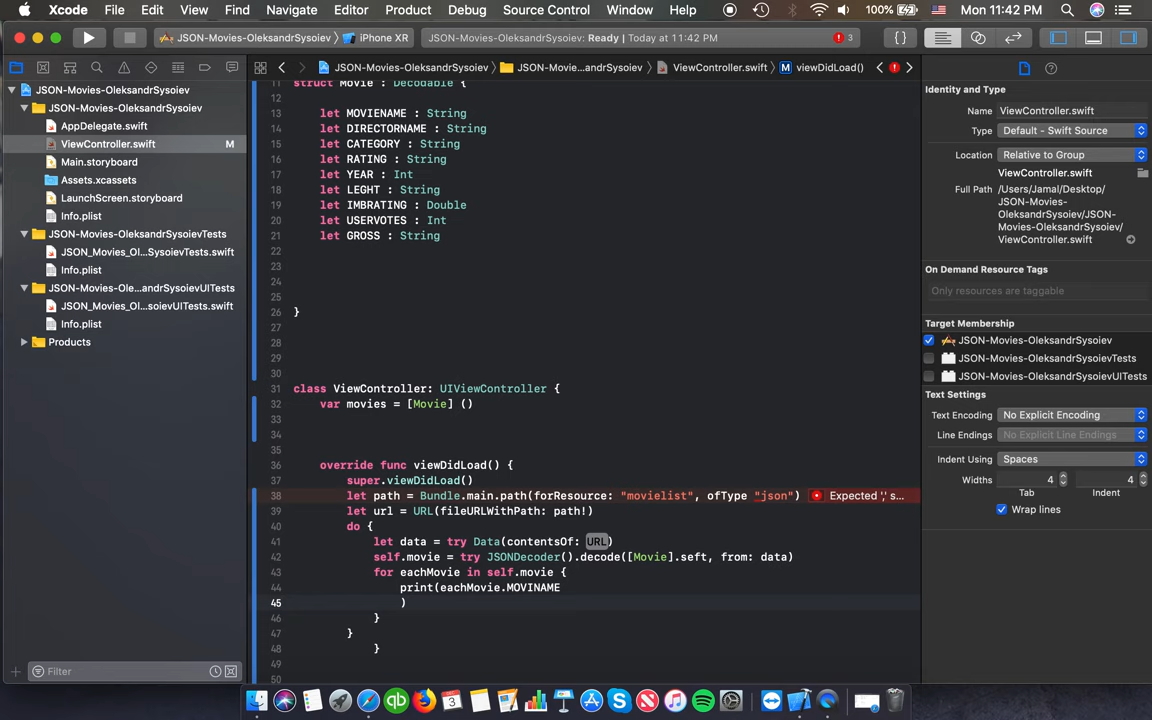 Xcode File Edit View Find Navigate Editor Product Debug Source Control Window Help 100% Mon 11:42 PM
JSON-Movies-OleksandrSysoiev iPhone XR JSON-Movies-OleksandrSysoiev: Ready | Today at 11:42 PM 3
JSON-Movies-OleksandrSysoiev JSON-Movie...andrSysoiev ViewController.swift M viewDidLoad()
JSON-Movies-OleksandrSysoiev
JSON-Movies-OleksandrSysoiev
AppDelegate.swift
ViewController.swift M
Main.storyboard
Assets.xcassets
LaunchScreen.storyboard
Info.plist
JSON-Movies-OleksandrSysoievTests
JSON_Movies_Ol...SysoievTests.swift
Info.plist
JSON-Movies-Ole...andrSysoievUITests
JSON_Movies_Ol...soievUITests.swift
Info.plist
Products
Filter
11 struct Movie : Decodable {
12
13 let MOVIENAME : String
14 let DIRECTORNAME : String
15 let CATEGORY : String
16 let RATING : String
17 let YEAR : Int
18 let LEGHT : String
19 let IMBRATING : Double
20 let USERVOTES : Int
21 let GROSS : String
22
23
24
25
26 }
27
28
29
30
31 class ViewController: UIViewController {
32 var movies = [Movie] ()
33
34
35
36 override func viewDidLoad() {
37 super.viewDidLoad()
38 let path = Bundle.main.path(forResource: "movielist", ofType "json") Expected ',' s...
39 let url = URL(fileURLWithPath: path!)
40 do {
41 let data = try Data(contentsOf: URL)
42 self.movie = try JSONDecoder().decode([Movie].seft, from: data)
43 for eachMovie in self.movie {
44 print(eachMovie.MOVINAME
45 )
46 }
47 }
48 }
49
50
Identity and Type
Name ViewController.swift
Type Default - Swift Source
Location Relative to Group
ViewController.swift
Full Path /Users/Jamal/Desktop/
JSON-Movies-
OleksandrSysoiev/JSON-
Movies-OleksandrSysoiev/
ViewController.swift
On Demand Resource Tags
Only resources are taggable
Target Membership
JSON-Movies-OleksandrSysoiev
JSON-Movies-OleksandrSysoievTests
JSON-Movies-OleksandrSysoievUITests
Text Settings
Text Encoding No Explicit Encoding
Line Endings No Explicit Line Endings
Indent Using Spaces
Widths 4 4
Tab Indent
Wrap lines